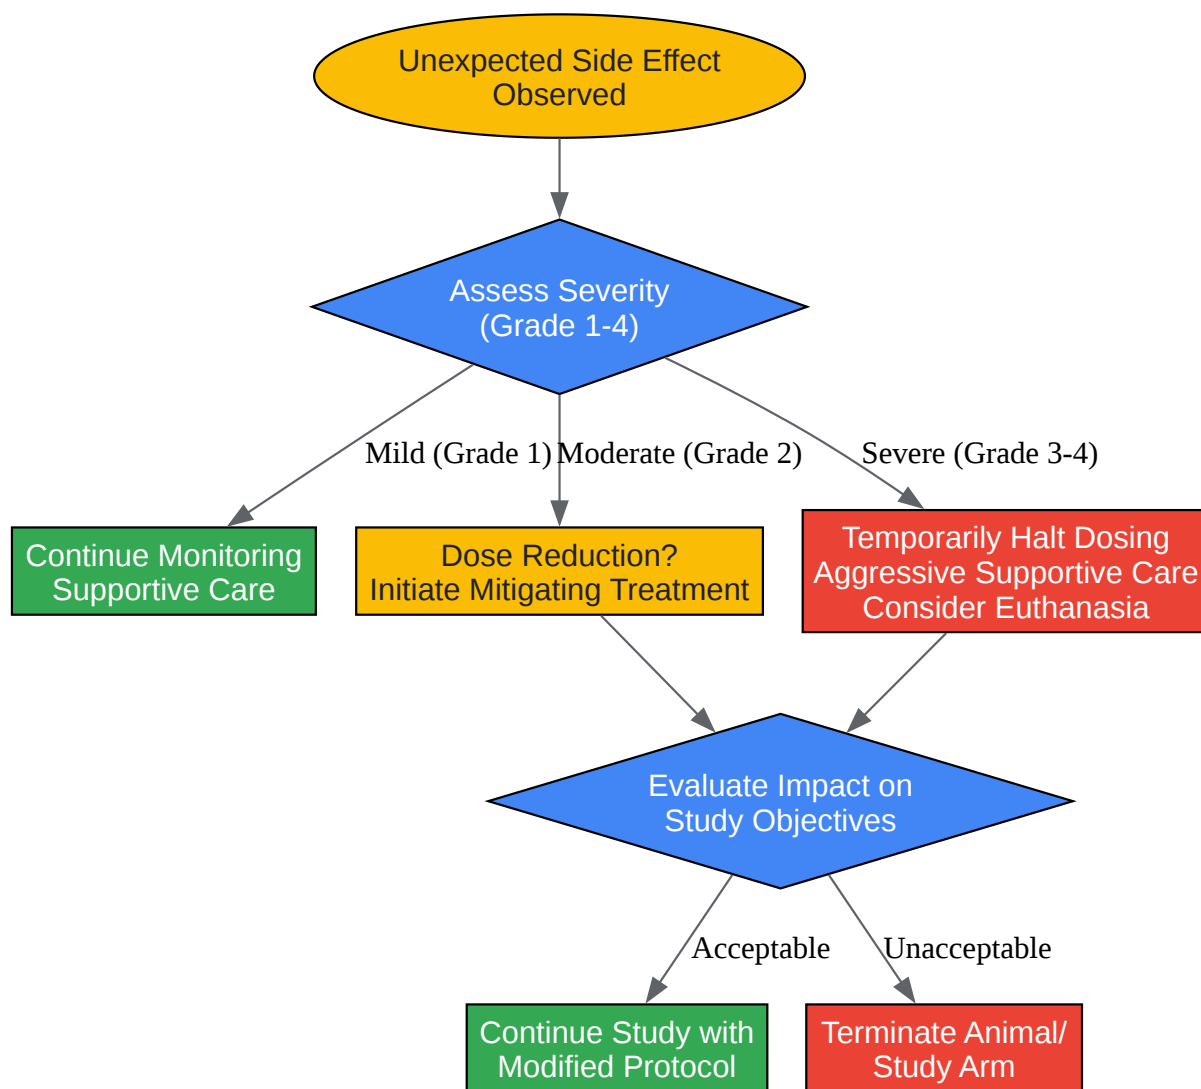 Unexpected Side Effect
Observed
Assess Severity
(Grade 1-4)
Mild (Grade 1)
Moderate (Grade 2)
Severe (Grade 3-4)
Continue Monitoring
Supportive Care
Dose Reduction?
Initiate Mitigating Treatment
Temporarily Halt Dosing
Aggressive Supportive Care
Consider Euthanasia
Evaluate Impact on
Study Objectives
Acceptable
Unacceptable
Continue Study with
Modified Protocol
Terminate Animal/
Study Arm